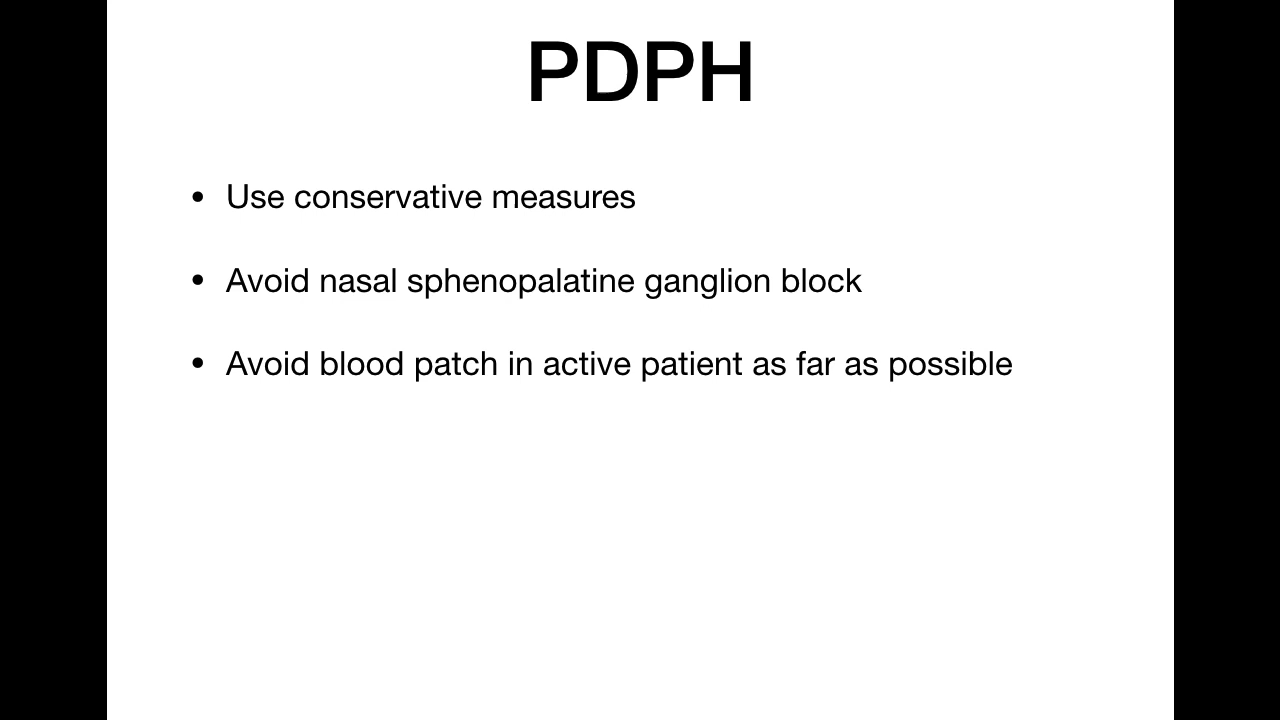 PDPH
• Use conservative measures
• Avoid nasal sphenopalatine ganglion block
• Avoid blood patch in active patient as far as possible